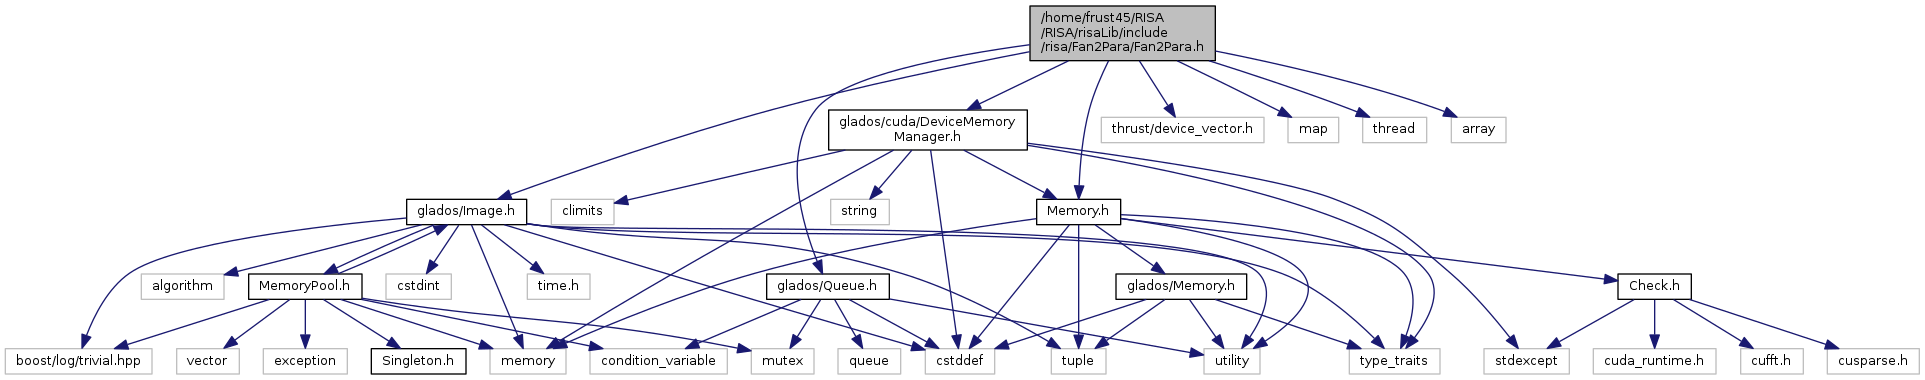 /home/frust45/RISA
/RISA/risaLib/include
/risa/Fan2Para/Fan2Para.h
glados/cuda/DeviceMemory
Manager.h
thrust/device_vector.h
map
thread
array
glados/Image.h
climits
string
Memory.h
algorithm
MemoryPool.h
cstdint
time.h
glados/Queue.h
glados/Memory.h
Check.h
boost/log/trivial.hpp
vector
exception
Singleton.h
memory
condition_variable
mutex
queue
cstddef
tuple
utility
type_traits
stdexcept
cuda_runtime.h
cufft.h
cusparse.h